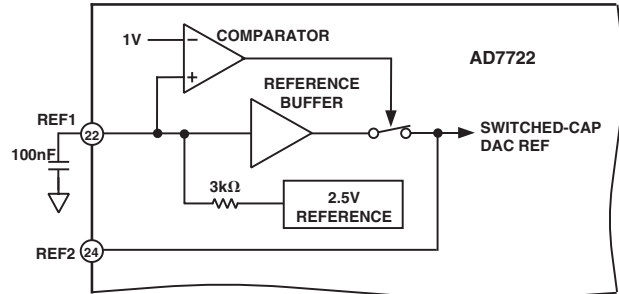 1V
−
COMPARATOR
+
AD7722
REFERENCE
BUFFER
REF1
22
SWITCHED-CAP
DAC REF
100nF
3kΩ
2.5V
REFERENCE
REF2
24